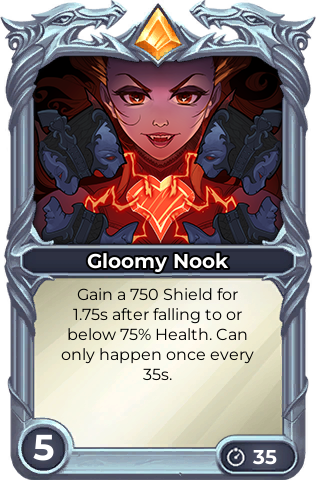 Gloomy Nook
Gain a 750 Shield for
1.75s after falling to or
below 75% Health. Can
only happen once every
35s.
5
35